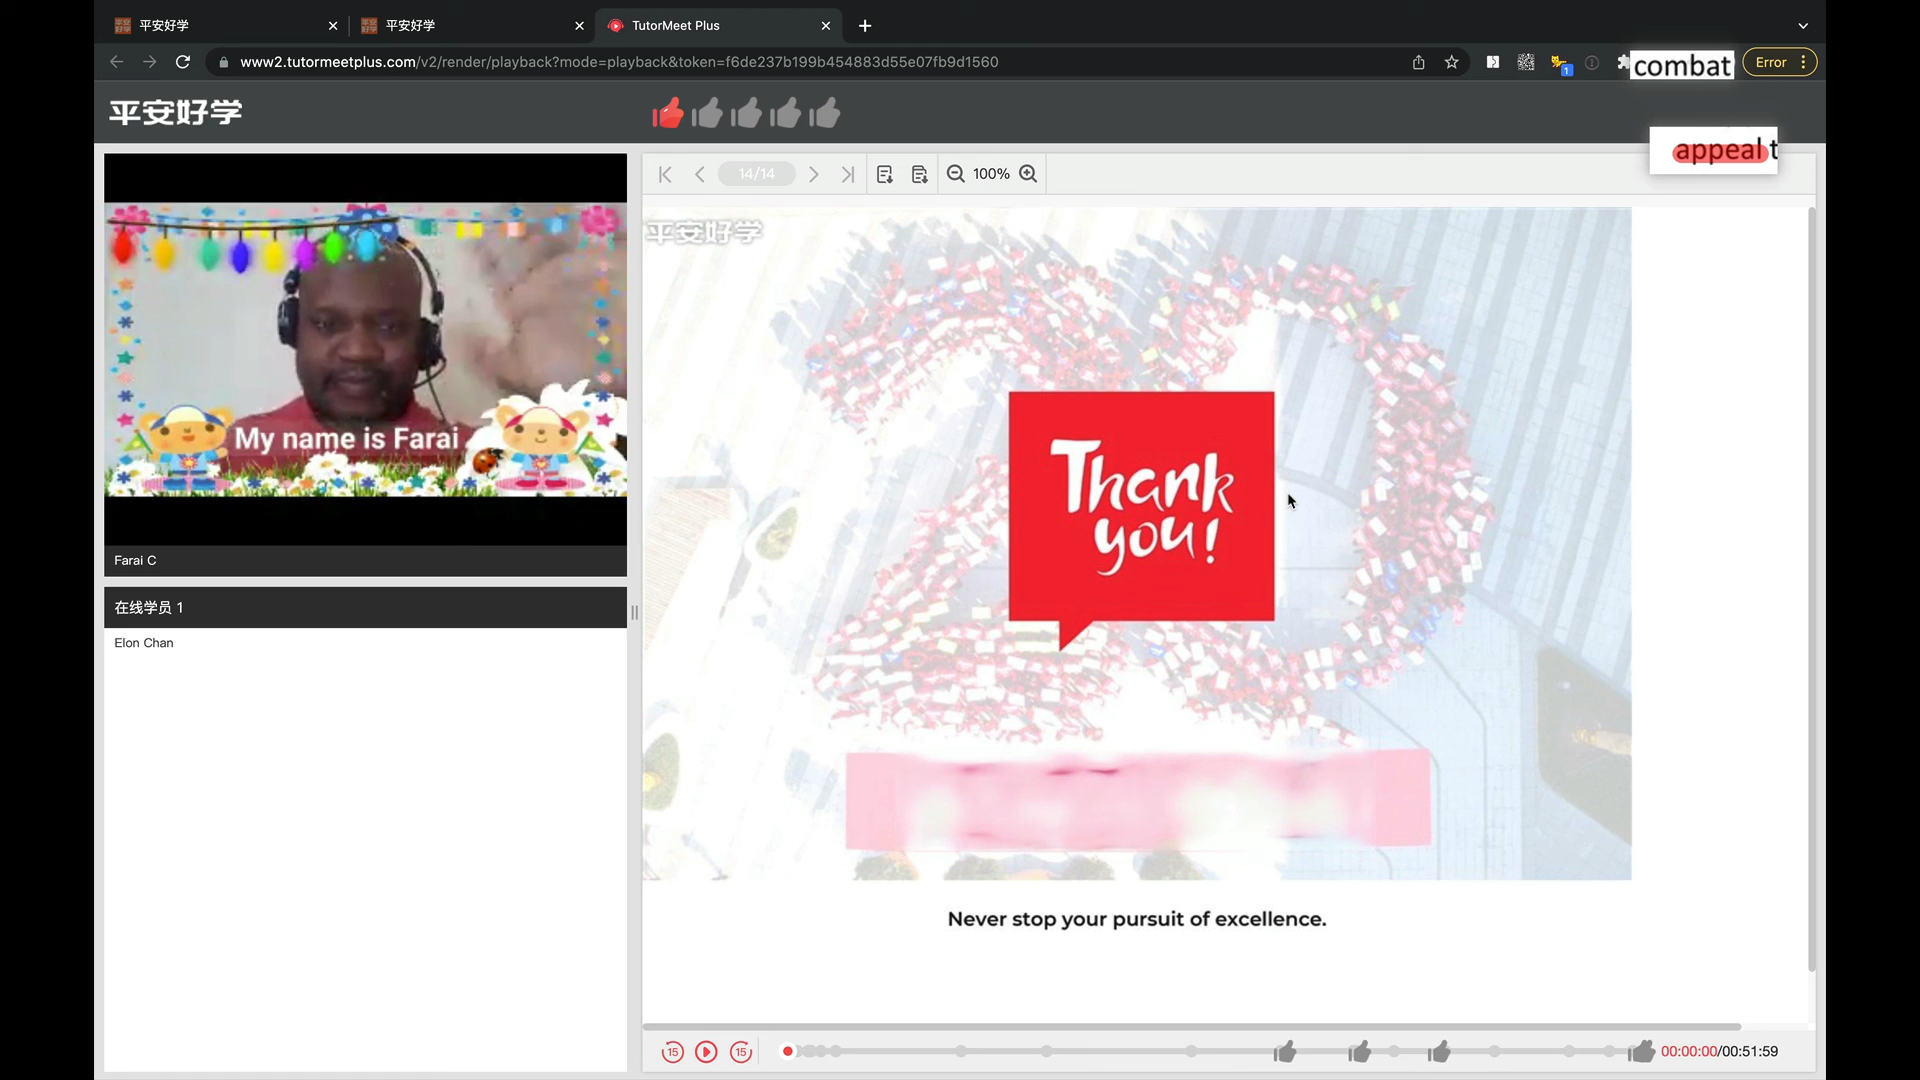 平安好学
平安好学
TutorMeet Plus
www2.tutormeetplus.com/v2/render/playback?mode=playback&token=f6de237b199b454883d55e07fb9d1560
1
combat
Error
平安好学
appeal t
14/14
100%
平安好学
My name is Farai
Thank
you!
Farai C
在线学员 1
Elon Chan
Never stop your pursuit of excellence.
15
15
00:00:00/00:51:59